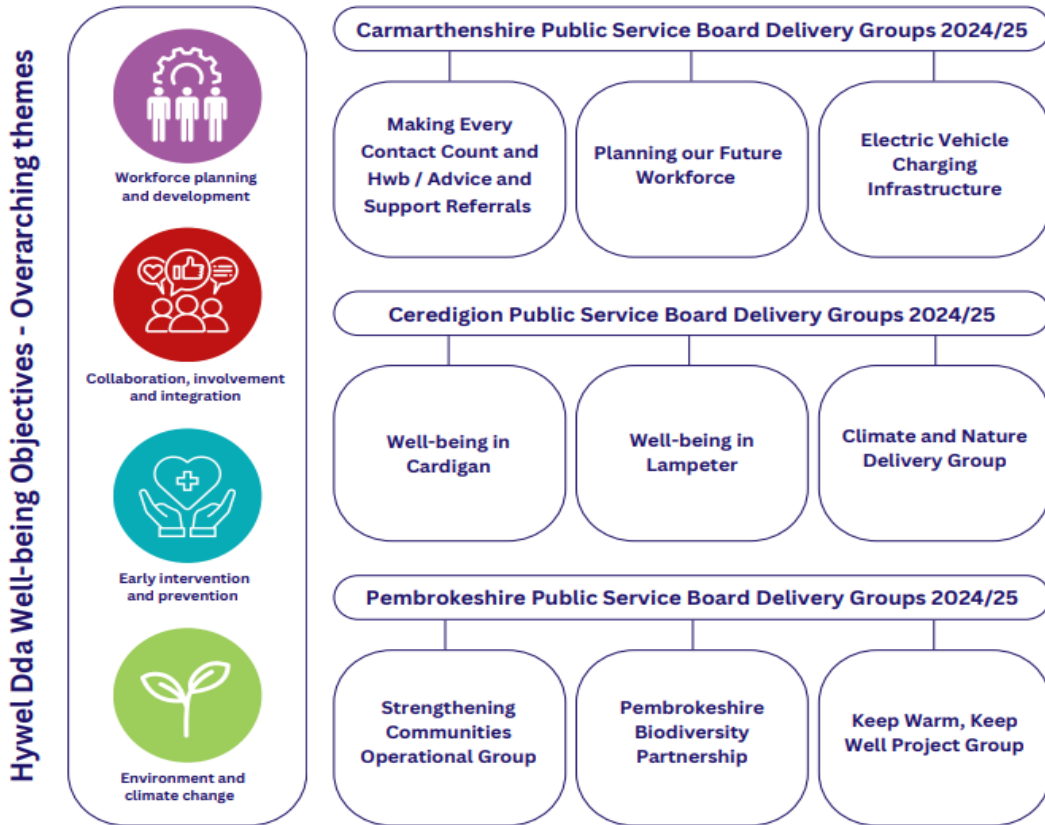 Hywel Dda Well-being Objectives - Overarching themes
Workforce planning
and development
Collaboration, involvement
and integration
Early intervention
and prevention
Environment and
climate change
Carmarthenshire Public Service Board Delivery Groups 2024/25
Making Every
Contact Count and
Hwb / Advice and
Support Referrals
Planning our Future
Workforce
Electric Vehicle
Charging
Infrastructure
Ceredigion Public Service Board Delivery Groups 2024/25
Well-being in
Cardigan
Well-being in
Lampeter
Climate and Nature
Delivery Group
Pembrokeshire Public Service Board Delivery Groups 2024/25
Strengthening
Communities
Operational Group
Pembrokeshire
Biodiversity
Partnership
Keep Warm, Keep
Well Project Group